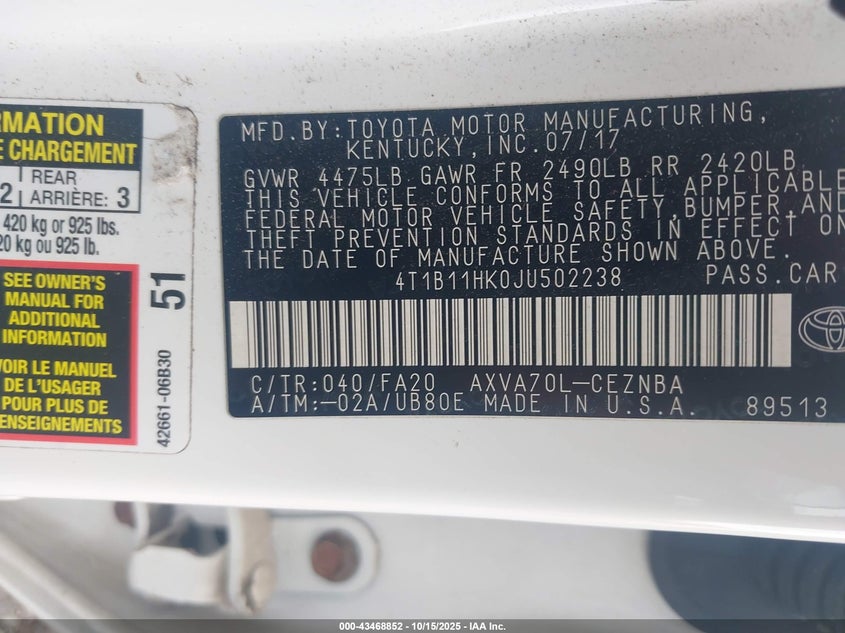 RMATION
E CHARGEMENT
2 REAR ARRIÈRE: 3
420 kg or 925 lbs.
20 kg ou 925 lb.
SEE OWNER'S
MANUAL FOR
ADDITIONAL
INFORMATION
VOIR LE MANUEL
DE L'USAGER
POUR PLUS DE
RENSEIGNEMENTS
51
42661-06B30
MFD.BY:TOYOTA MOTOR MANUFACTURING,
KENTUCKY,INC.07/17
GVWR 4475LB GAWR FR 2490LB RR 2420LB
THIS VEHICLE CONFORMS TO ALL APPLICABLE
FEDERAL MOTOR VEHICLE SAFETY,BUMPER,AND
THEFT PREVENTION STANDARDS IN EFFECT ON
THE DATE OF MANUFACTURE SHOWN ABOVE.
4T1B11HK0JU502238 PASS.CAR
C/TR:040/FA20 AXVA70L-CEZNBA
A/TM:-02A/UB80E MADE IN U.S.A. 89513
000-43468852 - 10/15/2025 - IAA Inc.